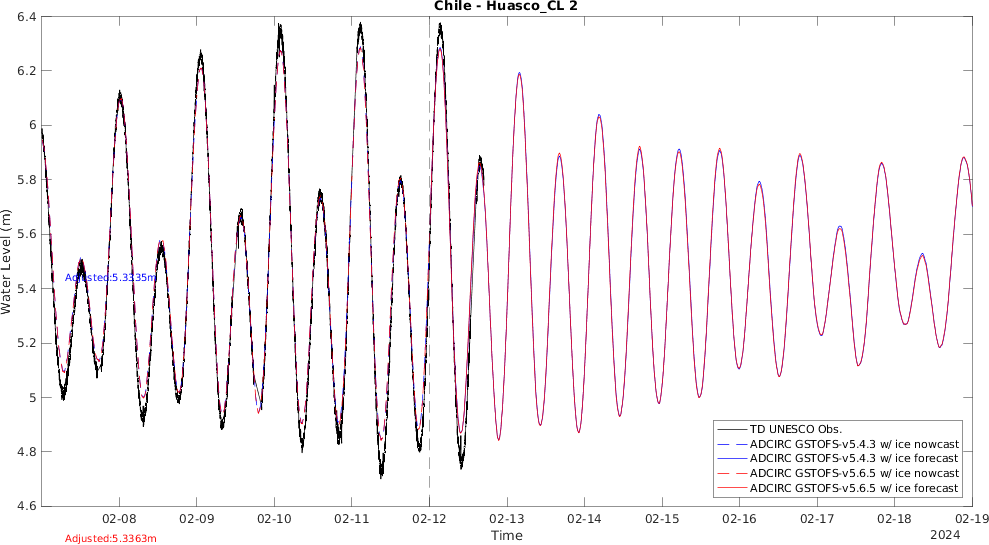 Chile - Huasco_CL 2
6.4
6.2
6
5.8
5.6
5.4
5.2
5
4.8
4.6
Water Level (m)
Adjusted:5.3335m
TD UNESCO Obs.
ADCIRC GSTOFS-v5.4.3 w/ ice nowcast
ADCIRC GSTOFS-v5.4.3 w/ ice forecast
ADCIRC GSTOFS-v5.6.5 w/ ice nowcast
ADCIRC GSTOFS-v5.6.5 w/ ice forecast
02-08 02-09 02-10 02-11 02-12 02-13 02-14 02-15 02-16 02-17 02-18 02-19
Time
2024
Adjusted:5.3363m